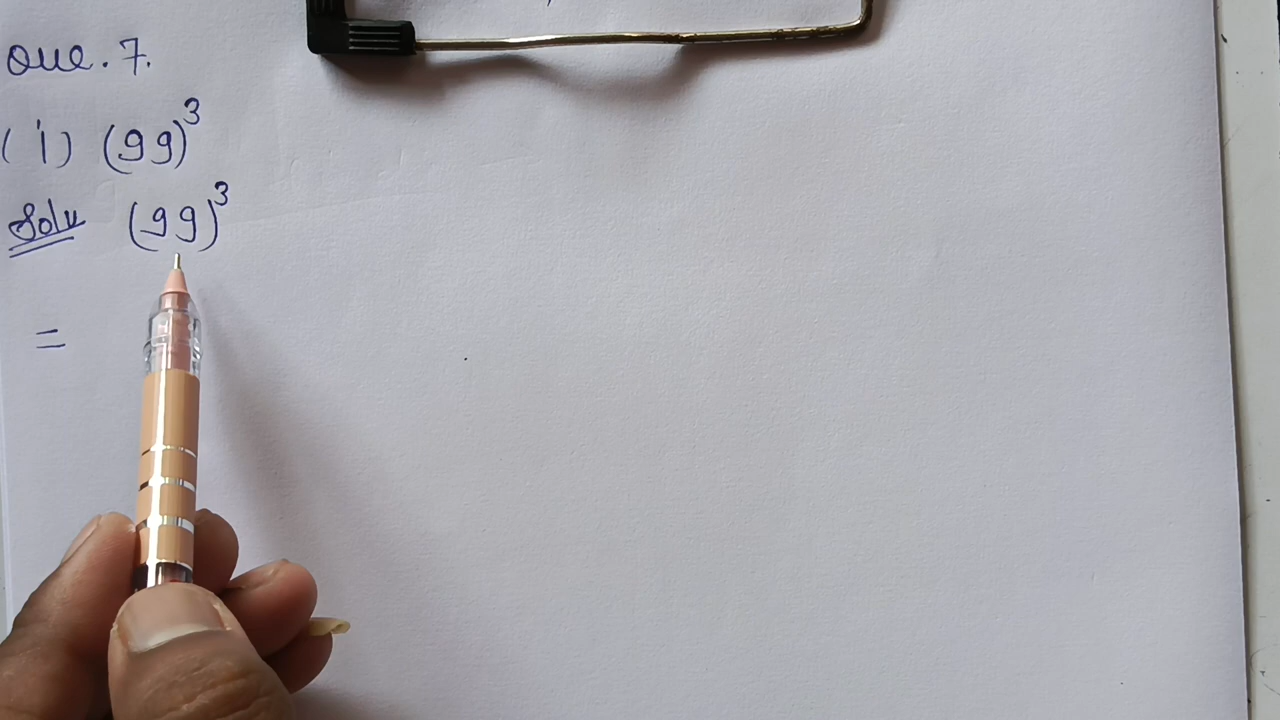 Que. 7.
(i) (99)³
Solu (99)³
=